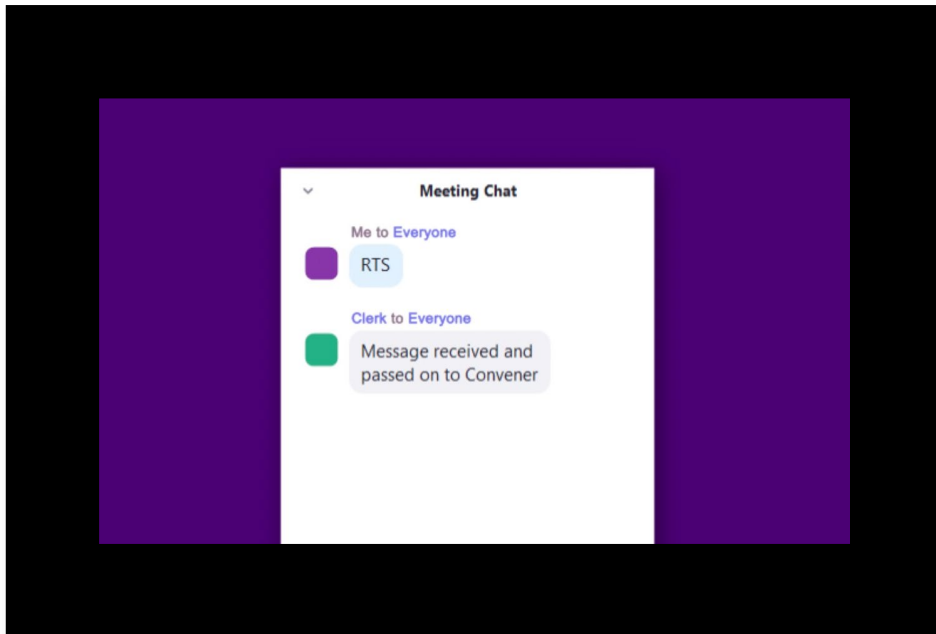 Meeting Chat
Me to Everyone
RTS
Clerk to Everyone
Message received and
passed on to Convener